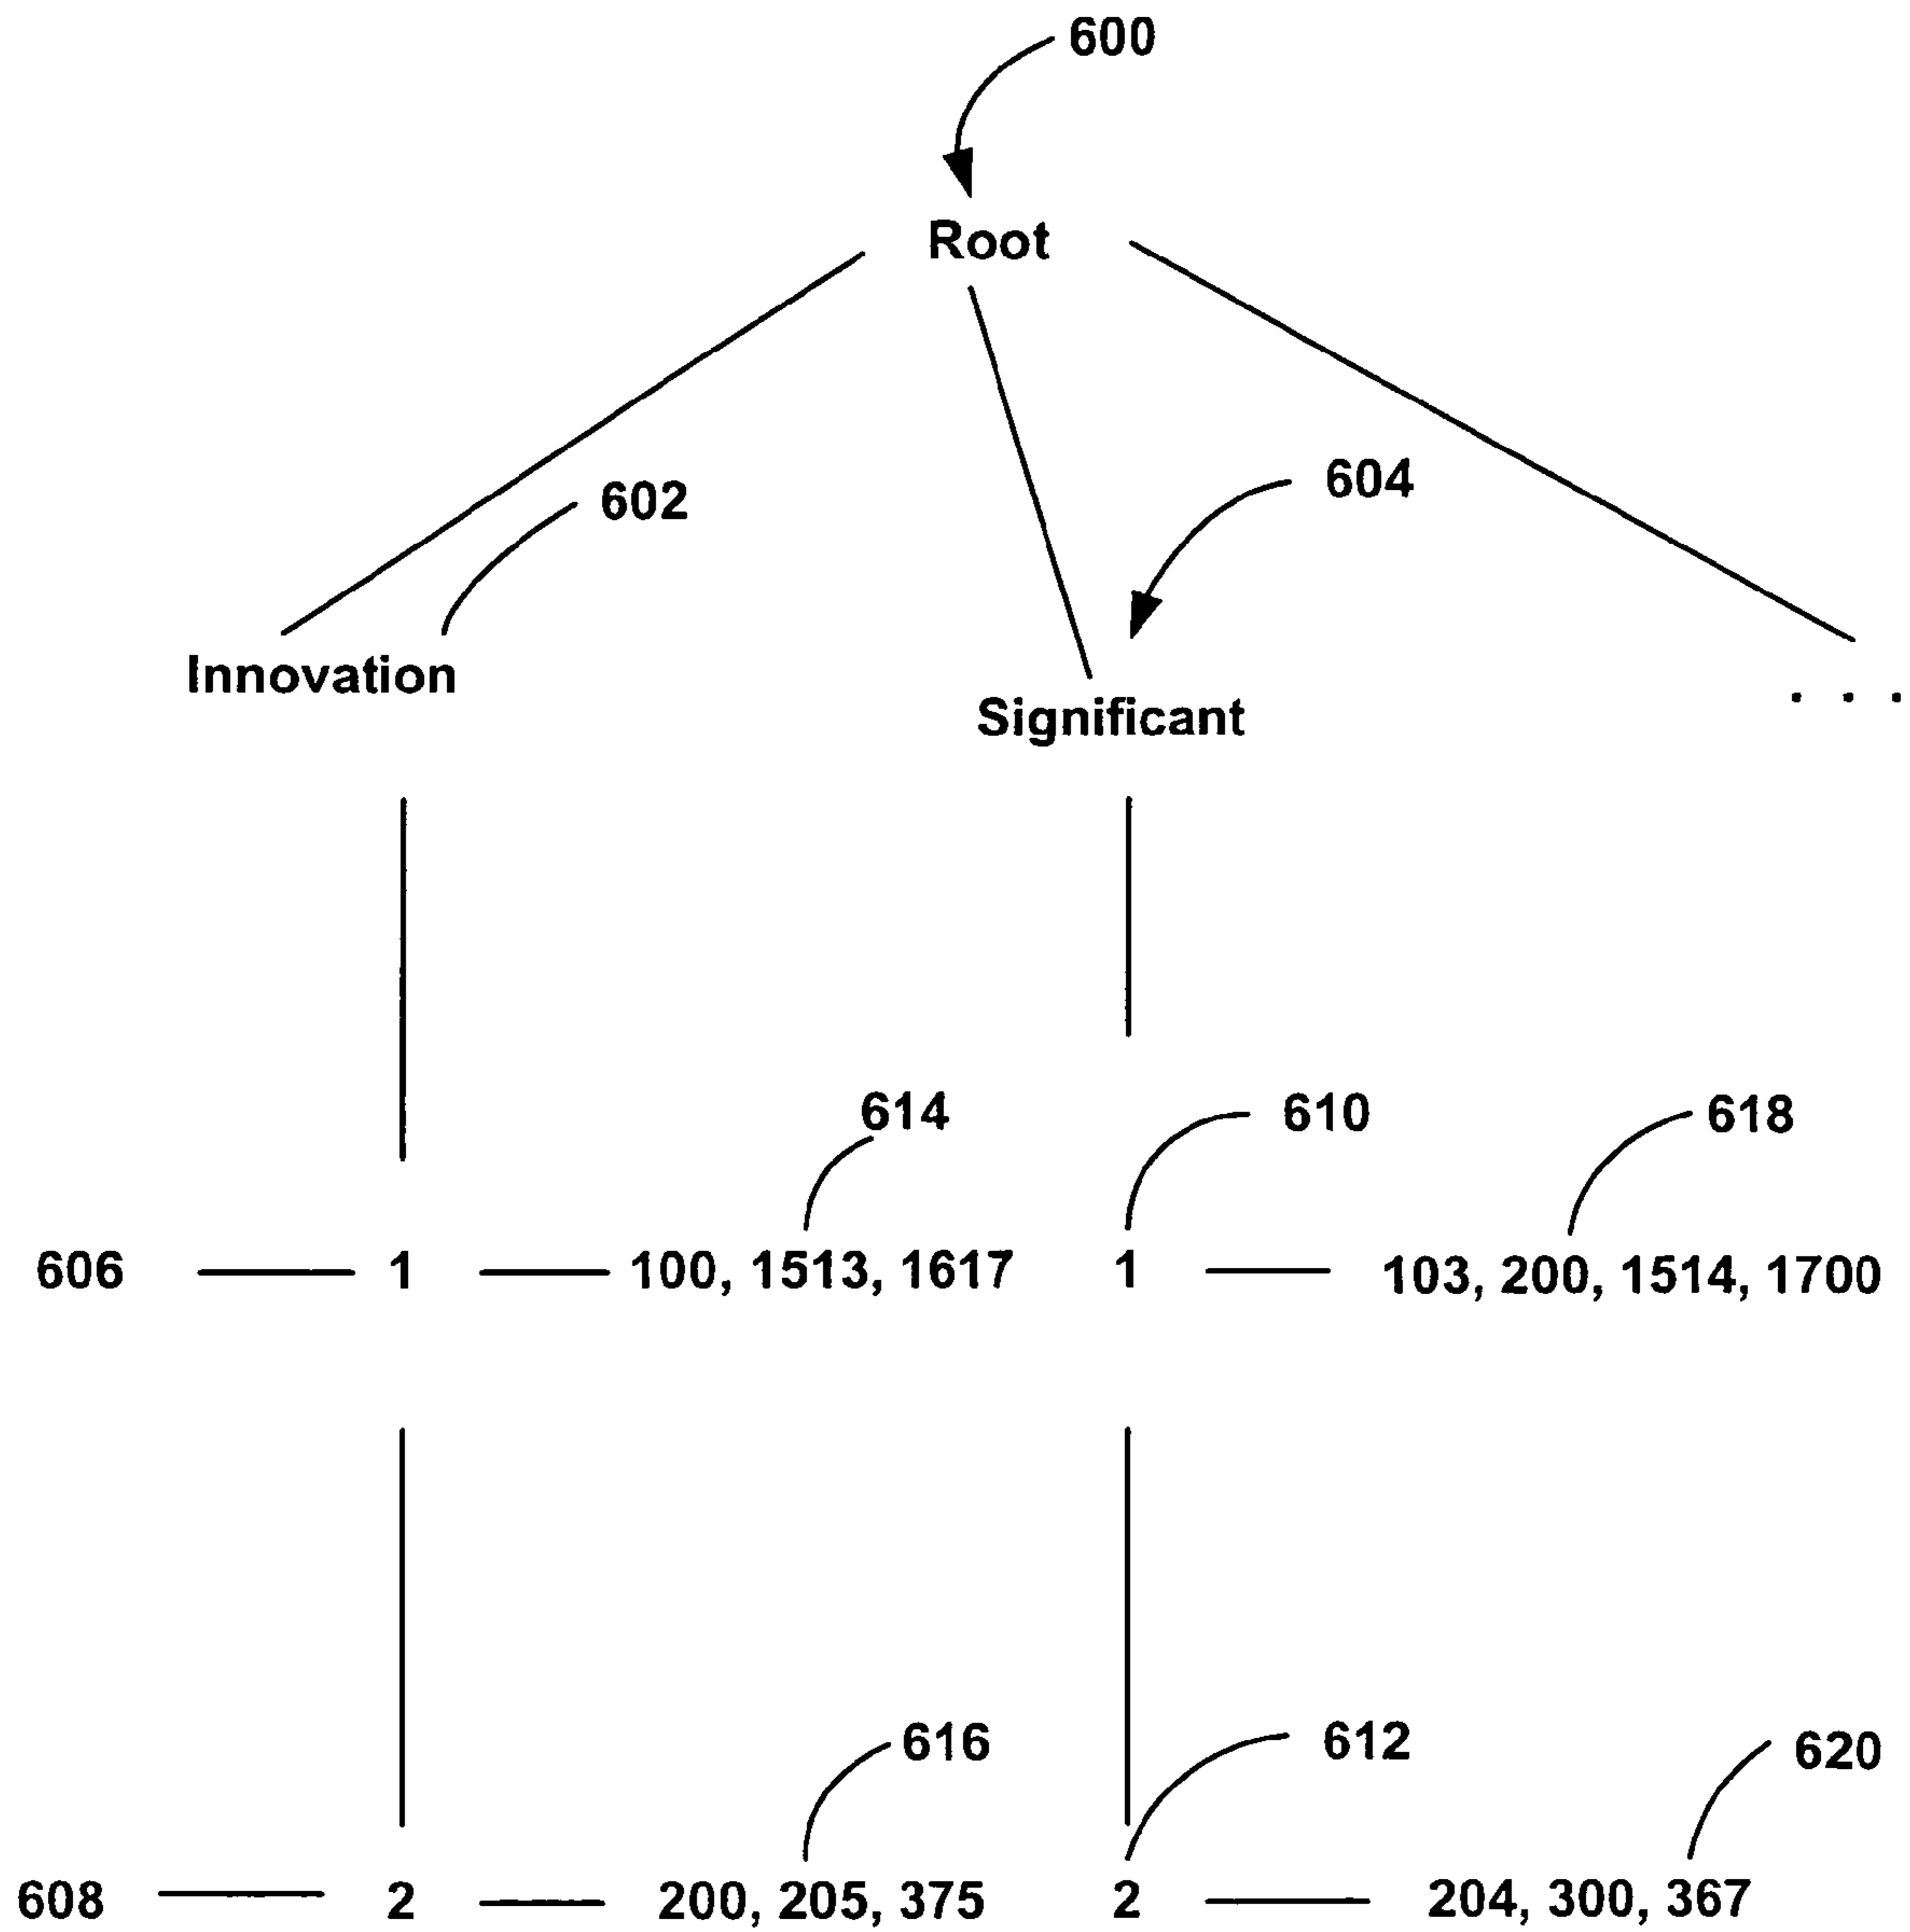 600
Root
604
602
Innovation
. . .
Significant
614 610 618
606 1 100, 1513, 1617 1 103, 200, 1514, 1700
616 612 620
608 2 200, 205, 375 2 204, 300, 367